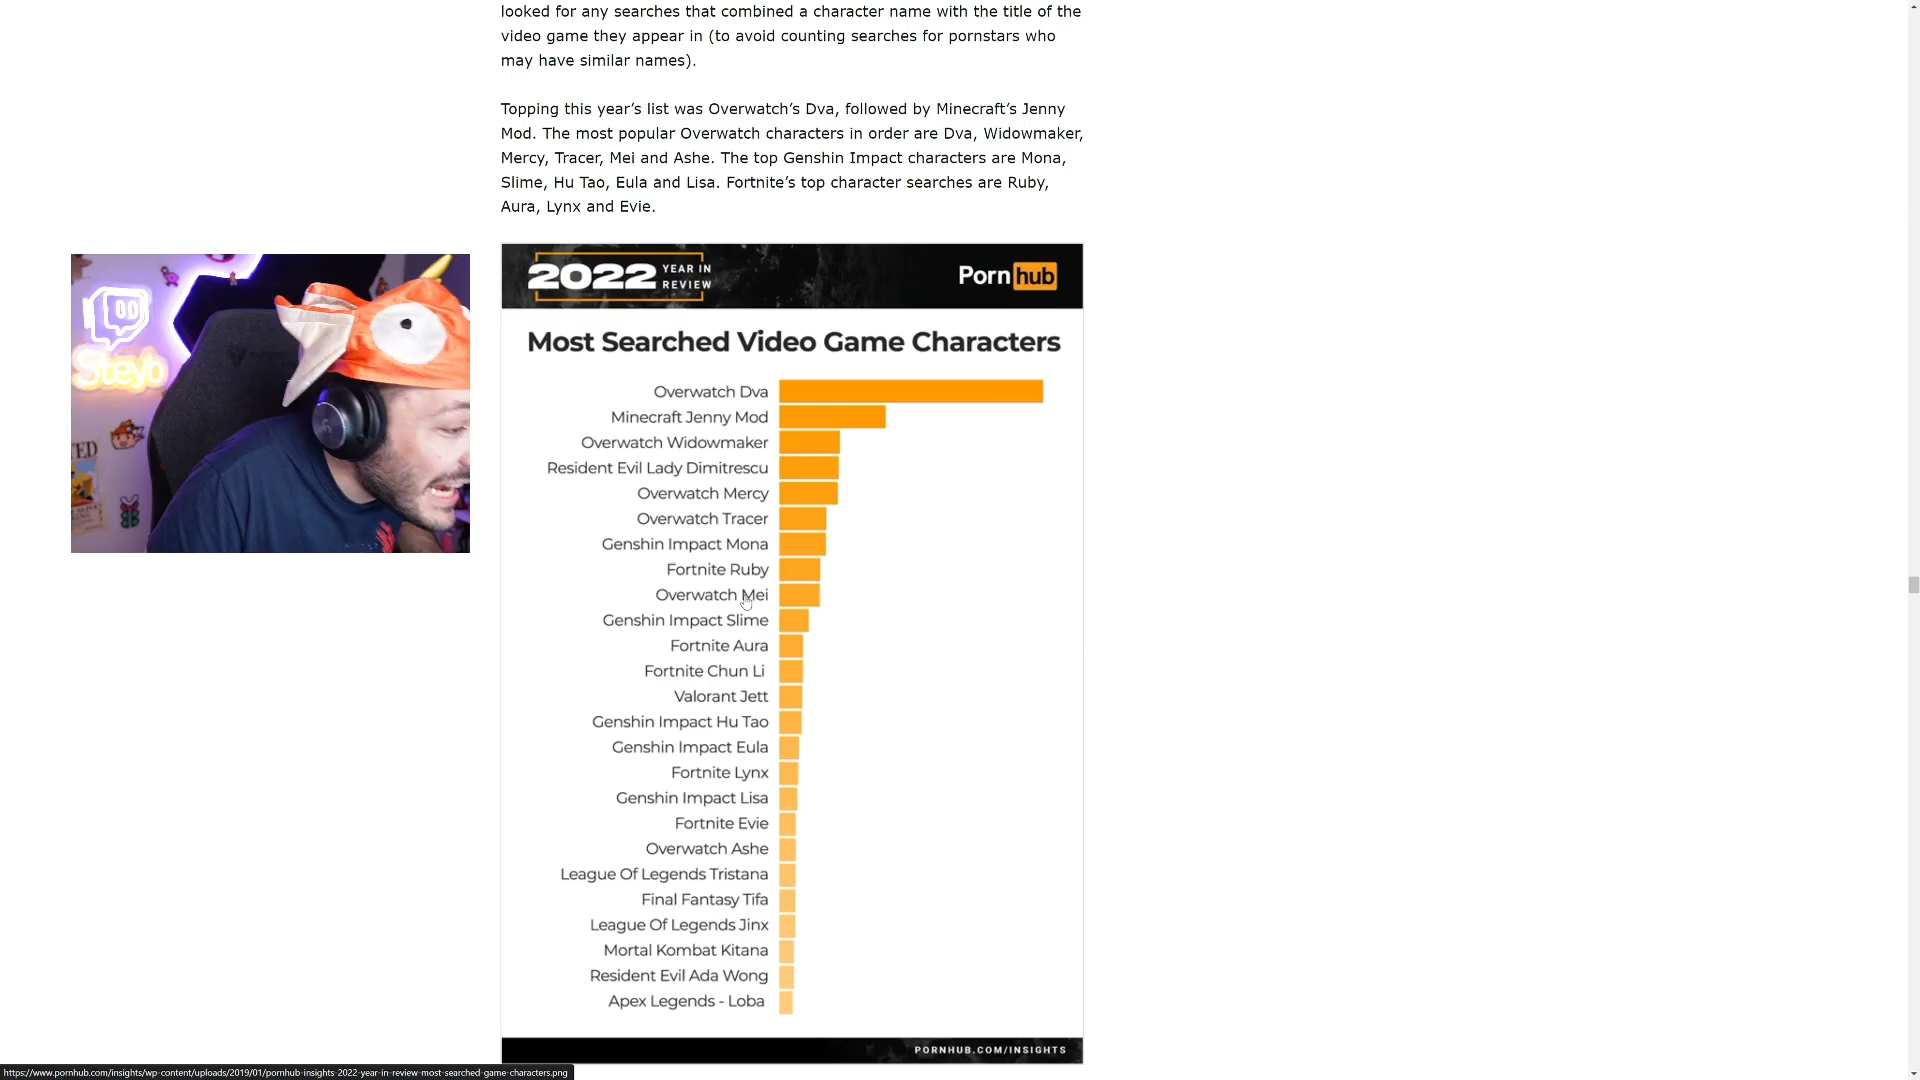 looked for any searches that combined a character name with the title of the
video game they appear in (to avoid counting searches for pornstars who
may have similar names).
Topping this year’s list was Overwatch’s Dva, followed by Minecraft’s Jenny
Mod. The most popular Overwatch characters in order are Dva, Widowmaker,
Mercy, Tracer, Mei and Ashe. The top Genshin Impact characters are Mona,
Slime, Hu Tao, Eula and Lisa. Fortnite’s top character searches are Ruby,
Aura, Lynx and Evie.
Steyb
2022 YEAR IN REVIEW
Porn hub
Most Searched Video Game Characters
Overwatch Dva
Minecraft Jenny Mod
Overwatch Widowmaker
Resident Evil Lady Dimitrescu
Overwatch Mercy
Overwatch Tracer
Genshin Impact Mona
Fortnite Ruby
Overwatch Mei
Genshin Impact Slime
Fortnite Aura
Fortnite Chun Li
Valorant Jett
Genshin Impact Hu Tao
Genshin Impact Eula
Fortnite Lynx
Genshin Impact Lisa
Fortnite Evie
Overwatch Ashe
League Of Legends Tristana
Final Fantasy Tifa
League Of Legends Jinx
Mortal Kombat Kitana
Resident Evil Ada Wong
Apex Legends - Loba
PORNHUB.COM/INSIGHTS
https://www.pornhub.com/insights/wp-content/uploads/2019/01/pornhub-insights-2022-year-in-review-most-searched-game-characters.png